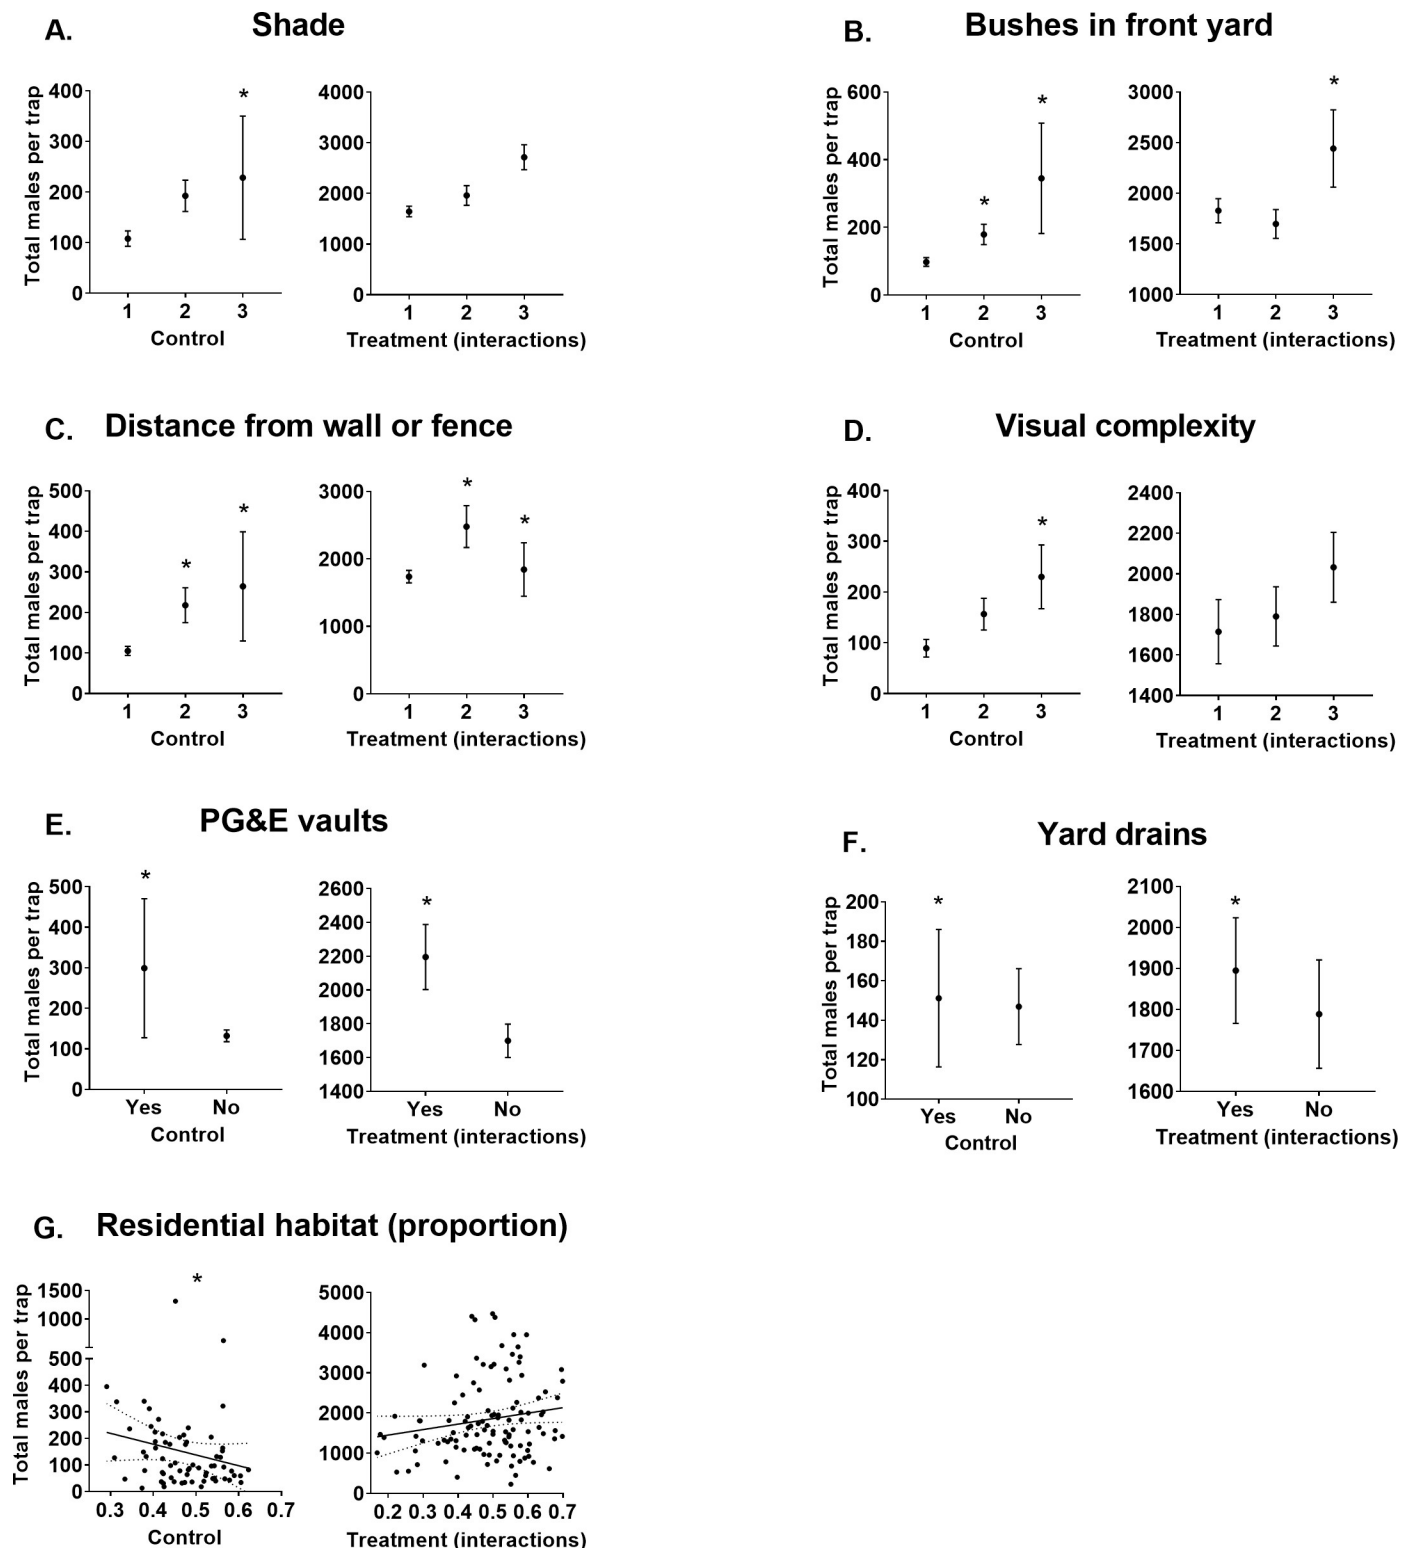 A. Shade
Total males per trap
400
300
200
100
0
*
1 2 3
Control
4000
3000
2000
1000
0
1 2 3
Treatment (interactions)
B. Bushes in front yard
Total males per trap
600
400
200
0
* *
1 2 3
Control
3000
2500
2000
1500
1000
*
1 2 3
Treatment (interactions)
C. Distance from wall or fence
Total males per trap
500
400
300
200
100
0
* *
1 2 3
Control
3000
2000
1000
0
* *
1 2 3
Treatment (interactions)
D. Visual complexity
Total males per trap
400
300
200
100
0
*
1 2 3
Control
2400
2200
2000
1800
1600
1400
1 2 3
Treatment (interactions)
E. PG&E vaults
Total males per trap
500
400
300
200
100
0
*
Yes No
Control
2600
2400
2200
2000
1800
1600
1400
*
Yes No
Treatment (interactions)
F. Yard drains
Total males per trap
200
180
160
140
120
100
*
Yes No
Control
2100
2000
1900
1800
1700
1600
*
Yes No
Treatment (interactions)
G. Residential habitat (proportion)
Total males per trap
1500
1000
500
400
300
200
100
0
*
0.3 0.4 0.5 0.6 0.7
Control
5000
4000
3000
2000
1000
0
0.2 0.3 0.4 0.5 0.6 0.7
Treatment (interactions)